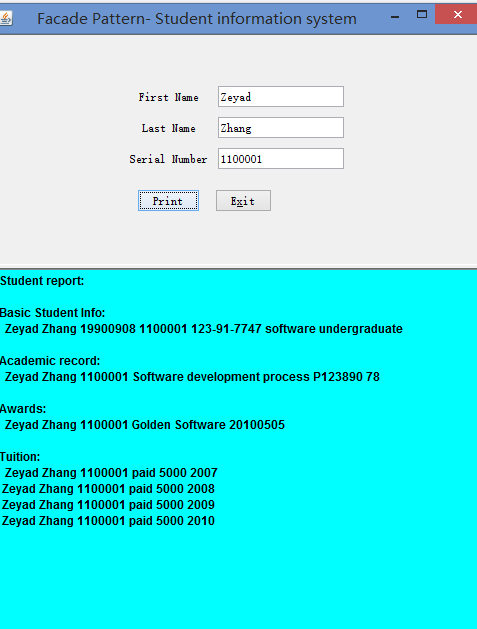 Facade Pattern- Student information system
First Name Zeyad
Last Name Zhang
Serial Number 1100001
Print Exit
Student report:
Basic Student Info:
Zeyad Zhang 19900908 1100001 123-91-7747 software undergraduate
Academic record:
Zeyad Zhang 1100001 Software development process P123890 78
Awards:
Zeyad Zhang 1100001 Golden Software 20100505
Tuition:
Zeyad Zhang 1100001 paid 5000 2007
Zeyad Zhang 1100001 paid 5000 2008
Zeyad Zhang 1100001 paid 5000 2009
Zeyad Zhang 1100001 paid 5000 2010